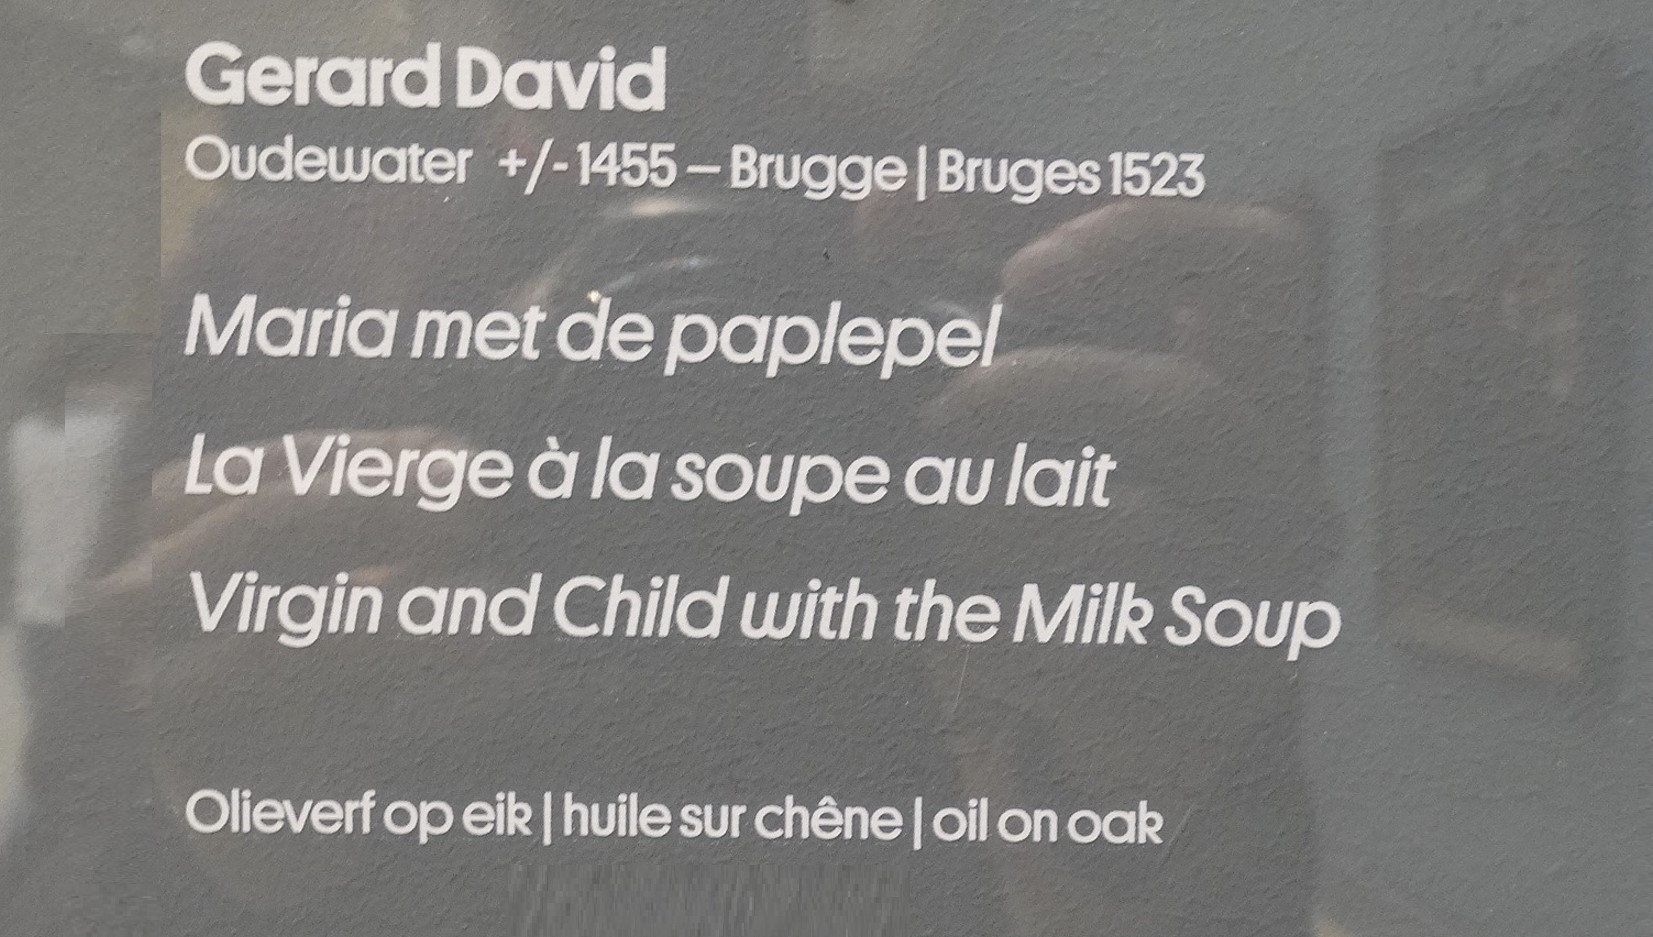 Gerard David
Oudewater +/- 1455 – Brugge | Bruges 1523
Maria met de paplepel
La Vierge à la soupe au lait
Virgin and Child with the Milk Soup
Olieverf op eik | huile sur chêne | oil on oak